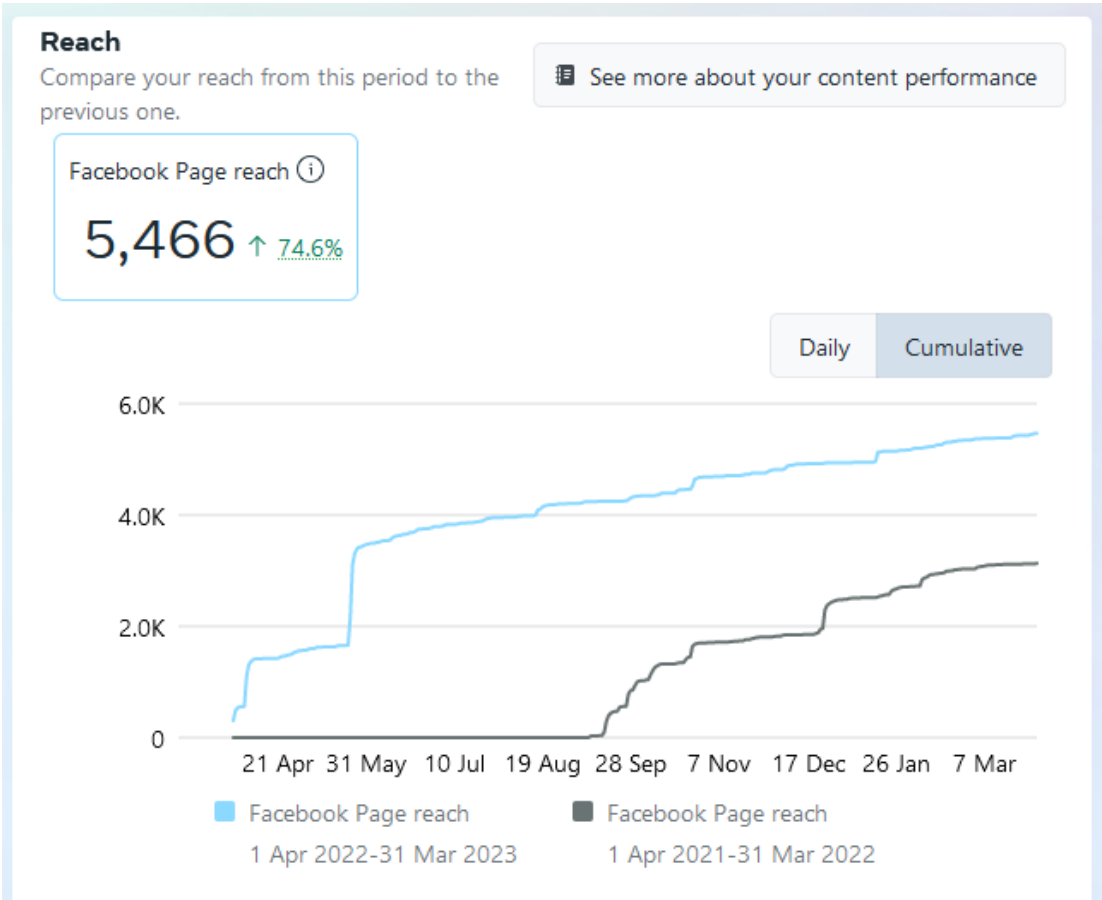 Reach
Compare your reach from this period to the
previous one.
See more about your content performance
Facebook Page reach
5,466 ↑ 74.6%
Daily Cumulative
6.0K
4.0K
2.0K
0
21 Apr 31 May 10 Jul 19 Aug 28 Sep 7 Nov 17 Dec 26 Jan 7 Mar
Facebook Page reach
1 Apr 2022-31 Mar 2023
Facebook Page reach
1 Apr 2021-31 Mar 2022